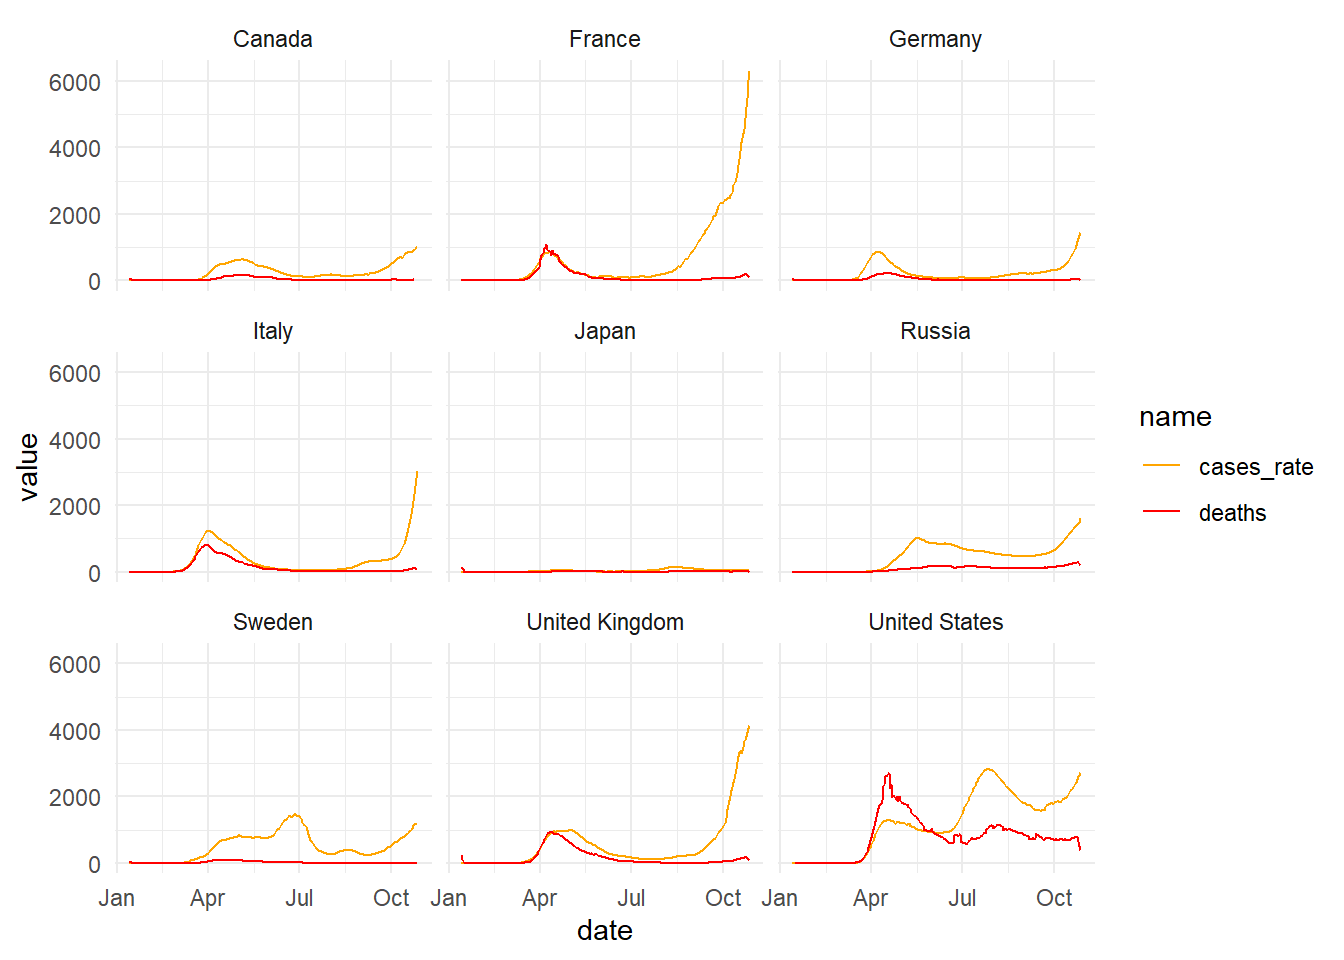 Canada France Germany
6000
4000
2000
0
Italy Japan Russia
6000
4000
2000
0
Sweden United Kingdom United States
6000
4000
2000
0
Jan Apr Jul Oct Jan Apr Jul Oct Jan Apr Jul Oct
date
value
name
cases_rate
deaths